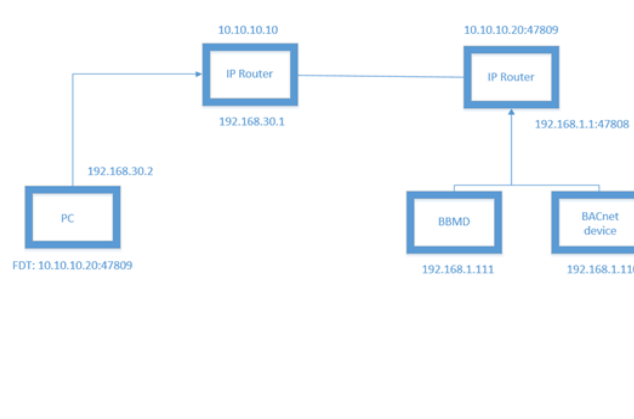 10.10.10.10
10.10.10.20:47809
IP Router
IP Router
192.168.30.1
192.168.1.1:47808
192.168.30.2
PC
BBMD
BACnet
device
FDT: 10.10.10.20:47809
192.168.1.111